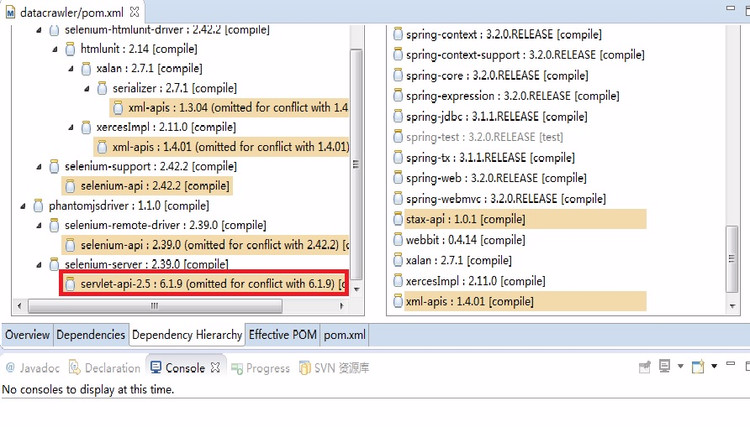 datacrawler/pom.xml
selenium-htmlunit-driver : 2.42.2 [compile]
htmlunit : 2.14 [compile]
xalan : 2.7.1 [compile]
serializer : 2.7.1 [compile]
xml-apis : 1.3.04 (omitted for conflict with 1.4
xercesImpl : 2.11.0 [compile]
xml-apis : 1.4.01 (omitted for conflict with 1.4.01)
selenium-support : 2.42.2 [compile]
selenium-api : 2.42.2 [compile]
phantomjsdriver : 1.1.0 [compile]
selenium-remote-driver : 2.39.0 [compile]
selenium-api : 2.39.0 (omitted for conflict with 2.42.2) [c
selenium-server : 2.39.0 [compile]
servlet-api-2.5 : 6.1.9 (omitted for conflict with 6.1.9) [c
spring-context : 3.2.0.RELEASE [compile]
spring-context-support : 3.2.0.RELEASE [compile]
spring-core : 3.2.0.RELEASE [compile]
spring-expression : 3.2.0.RELEASE [compile]
spring-jdbc : 3.1.1.RELEASE [compile]
spring-test : 3.2.0.RELEASE [test]
spring-tx : 3.1.1.RELEASE [compile]
spring-web : 3.2.0.RELEASE [compile]
spring-webmvc : 3.2.0.RELEASE [compile]
stax-api : 1.0.1 [compile]
webbit : 0.4.14 [compile]
xalan : 2.7.1 [compile]
xercesImpl : 2.11.0 [compile]
xml-apis : 1.4.01 [compile]
Overview Dependencies Dependency Hierarchy Effective POM pom.xml
@ Javadoc Declaration Console Progress SVN 资源库
No consoles to display at this time.